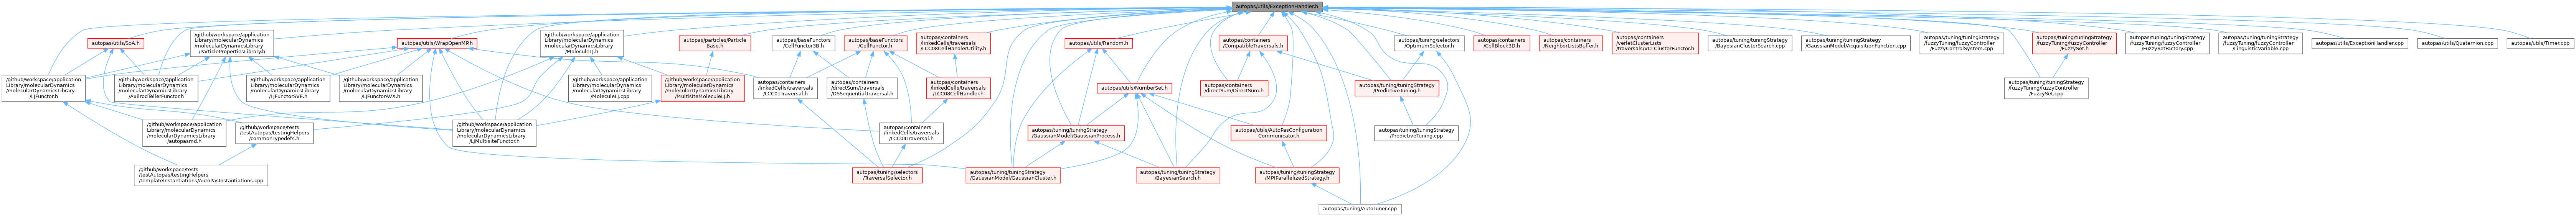 autopas/utils/ExceptionHandler.h
autopas/utils/SoA.h
/github/workspace/application
Library/molecularDynamics
/molecularDynamicsLibrary
/ParticlePropertiesLibrary.h
autopas/utils/WrapOpenMP.h
/github/workspace/application
Library/molecularDynamics
/molecularDynamicsLibrary
/MoleculeLJ.h
autopas/particles/Particle
Base.h
autopas/baseFunctors
/CellFunctor3B.h
autopas/baseFunctors
/CellFunctor.h
autopas/containers
/linkedCells/traversals
/LCC08CellHandlerUtility.h
autopas/utils/Random.h
autopas/containers
/CompatibleTraversals.h
autopas/tuning/selectors
/OptimumSelector.h
autopas/containers
/CellBlock3D.h
autopas/containers
/NeighborListsBuffer.h
autopas/containers
/verletClusterLists
/traversals/VCLClusterFunctor.h
autopas/tuning/tuningStrategy
/BayesianClusterSearch.cpp
autopas/tuning/tuningStrategy
/GaussianModel/AcquisitionFunction.cpp
autopas/tuning/tuningStrategy
/fuzzyTuning/fuzzyController
/FuzzyControlSystem.cpp
autopas/tuning/tuningStrategy
/fuzzyTuning/fuzzyController
/FuzzySet.h
autopas/tuning/tuningStrategy
/fuzzyTuning/fuzzyController
/FuzzySetFactory.cpp
autopas/tuning/tuningStrategy
/fuzzyTuning/fuzzyController
/LinguisticVariable.cpp
autopas/utils/ExceptionHandler.cpp
autopas/utils/Quaternion.cpp
autopas/utils/Timer.cpp
/github/workspace/application
Library/molecularDynamics
/molecularDynamicsLibrary
/LJFunctor.h
/github/workspace/application
Library/molecularDynamics
/molecularDynamicsLibrary
/AxilrodTellerFunctor.h
/github/workspace/application
Library/molecularDynamics
/molecularDynamicsLibrary
/LJFunctorSVE.h
/github/workspace/application
Library/molecularDynamics
/molecularDynamicsLibrary
/LJFunctorAVX.h
/github/workspace/application
Library/molecularDynamics
/molecularDynamicsLibrary
/MoleculeLJ.cpp
/github/workspace/application
Library/molecularDynamics
/molecularDynamicsLibrary
/MultisiteMoleculeLJ.h
autopas/containers
/linkedCells/traversals
/LCC01Traversal.h
autopas/containers
/directSum/traversals
/DSSequentialTraversal.h
autopas/containers
/linkedCells/traversals
/LCC08CellHandler.h
autopas/utils/NumberSet.h
autopas/containers
/directSum/DirectSum.h
autopas/tuning/tuningStrategy
/PredictiveTuning.h
autopas/tuning/tuningStrategy
/fuzzyTuning/fuzzyController
/FuzzySet.cpp
/github/workspace/application
Library/molecularDynamics
/molecularDynamicsLibrary
/autopasmd.h
/github/workspace/tests
/testAutopas/testingHelpers
/commonTypedefs.h
/github/workspace/application
Library/molecularDynamics
/molecularDynamicsLibrary
/LJMultisiteFunctor.h
autopas/containers
/linkedCells/traversals
/LCC04Traversal.h
autopas/tuning/tuningStrategy
/GaussianModel/GaussianProcess.h
autopas/utils/AutoPasConfiguration
Communicator.h
autopas/tuning/tuningStrategy
/PredictiveTuning.cpp
/github/workspace/tests
/testAutopas/testingHelpers
/templateInstantiations/AutoPasInstantiations.cpp
autopas/tuning/selectors
/TraversalSelector.h
autopas/tuning/tuningStrategy
/GaussianModel/GaussianCluster.h
autopas/tuning/tuningStrategy
/BayesianSearch.h
autopas/tuning/tuningStrategy
/MPIParallelizedStrategy.h
autopas/tuning/AutoTuner.cpp